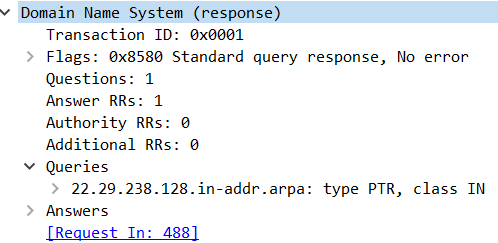 Domain Name System (response)
Transaction ID: 0x0001
Flags: 0x8580 Standard query response, No error
Questions: 1
Answer RRs: 1
Authority RRs: 0
Additional RRs: 0
Queries
22.29.238.128.in-addr.arpa: type PTR, class IN
Answers
[Request In: 488]